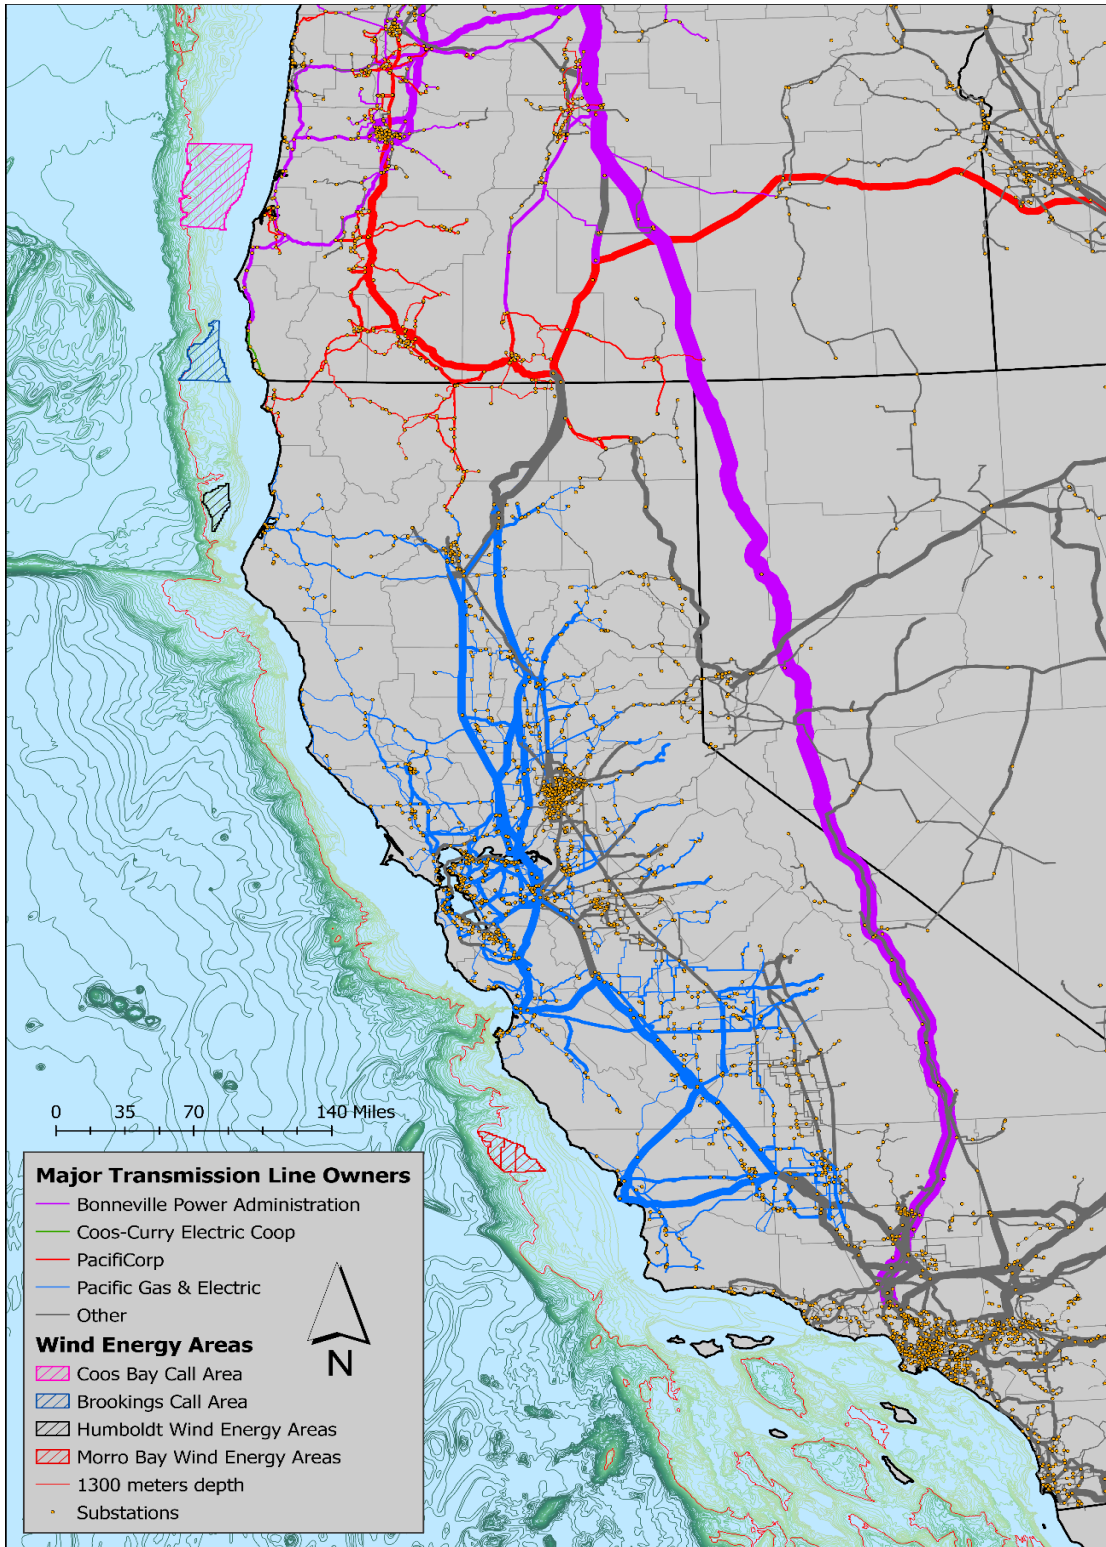 0 35 70 140 Miles
Major Transmission Line Owners
Bonneville Power Administration
Coos-Curry Electric Coop
PacifiCorp
Pacific Gas & Electric
Other
Wind Energy Areas
Coos Bay Call Area
Brookings Call Area
Humboldt Wind Energy Areas
Morro Bay Wind Energy Areas
1300 meters depth
Substations
N